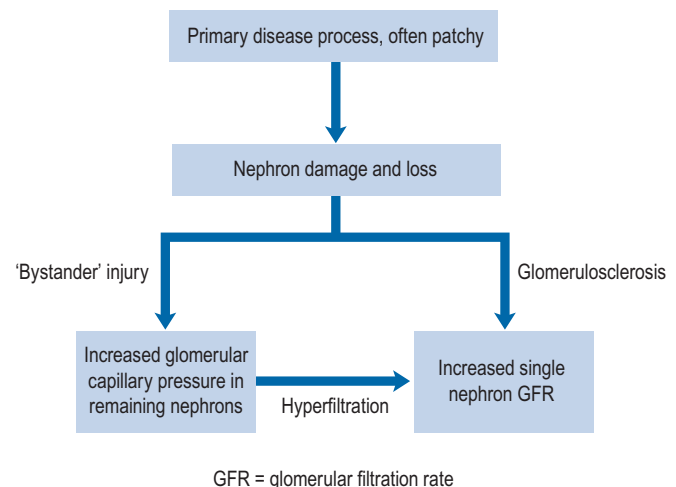 Primary disease process, often patchy
Nephron damage and loss
‘Bystander’ injury
Glomerulosclerosis
Increased glomerular
capillary pressure in
remaining nephrons
Hyperfiltration
Increased single
nephron GFR
GFR = glomerular filtration rate